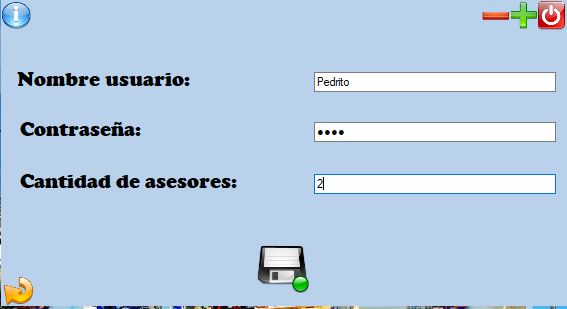 Nombre usuario:
Pedrito
Contraseña:
••••
Cantidad de asesores:
2